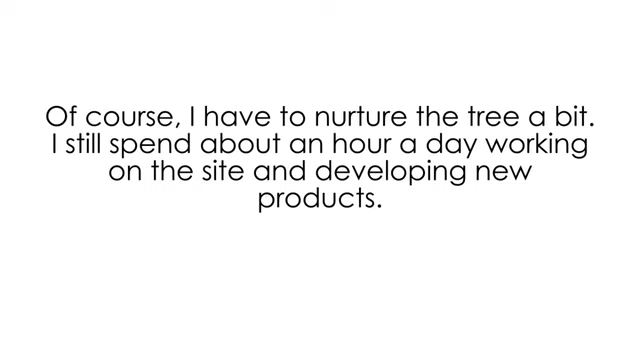 Of course, I have to nurture the tree a bit.
I still spend about an hour a day working
on the site and developing new
products.